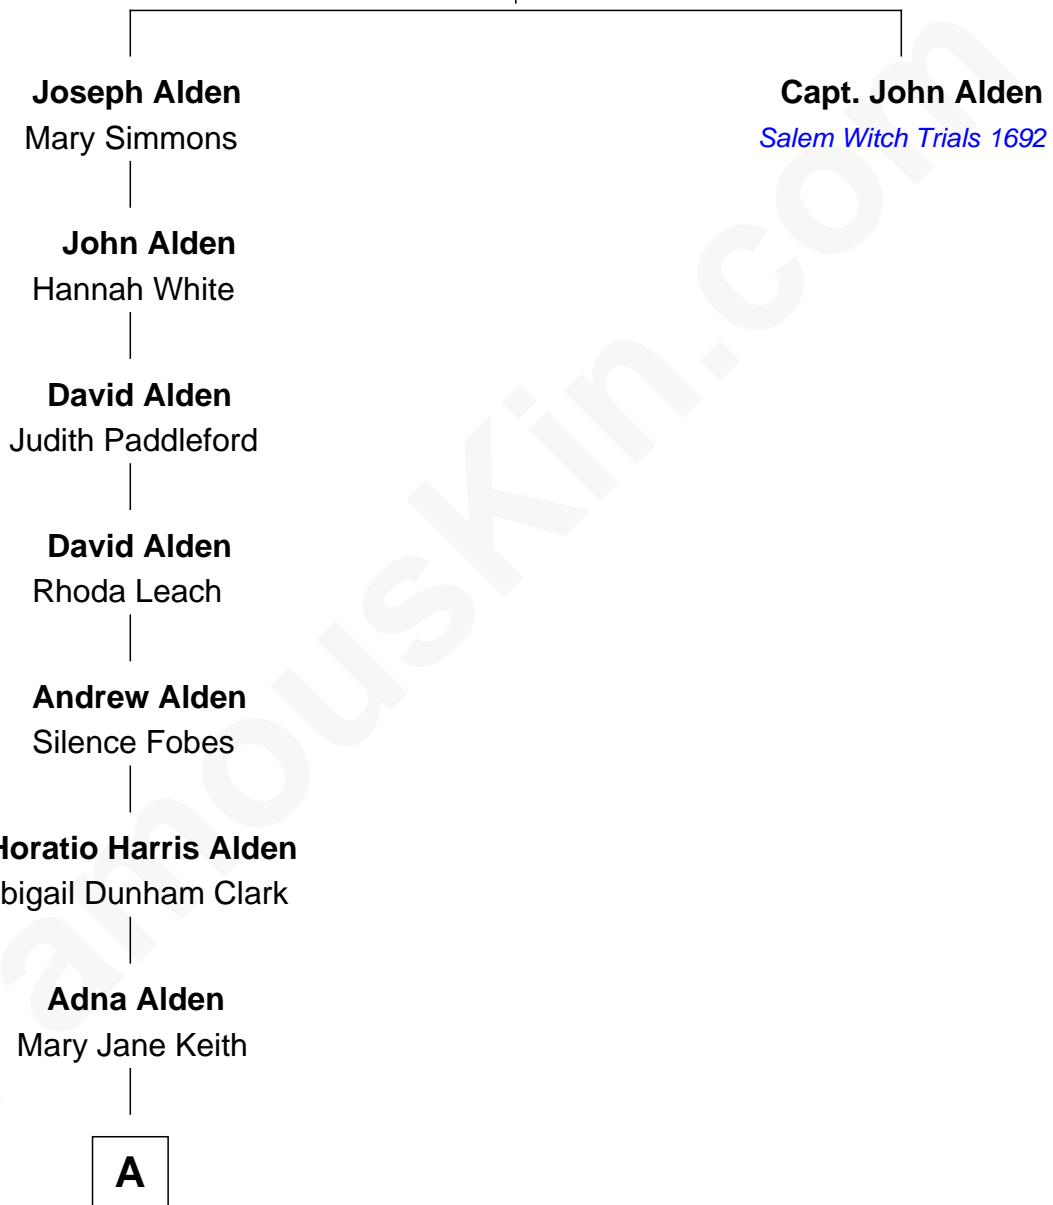 Joseph Alden
Capt. John Alden
Mary Simmons
Salem Witch Trials 1692
John Alden
Hannah White
David Alden
Judith Paddleford
David Alden
Rhoda Leach
Andrew Alden
Silence Fobes
Horatio Harris Alden
bigail Dunham Clark
Adna Alden
Mary Jane Keith
A
amouskin.com